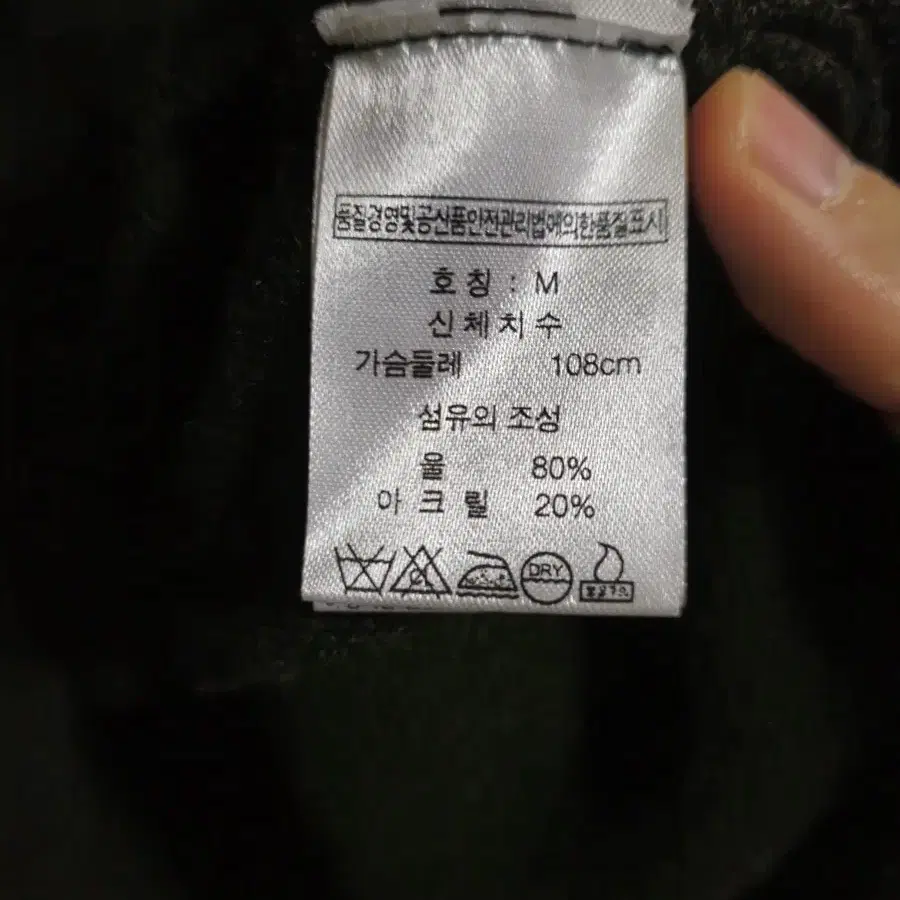 품질경영및공산품안전관리법에의한품질표시
호칭 : M
신체치수
가슴둘레 108cm
섬유의 조성
울 80%
아크릴 20%
DRY